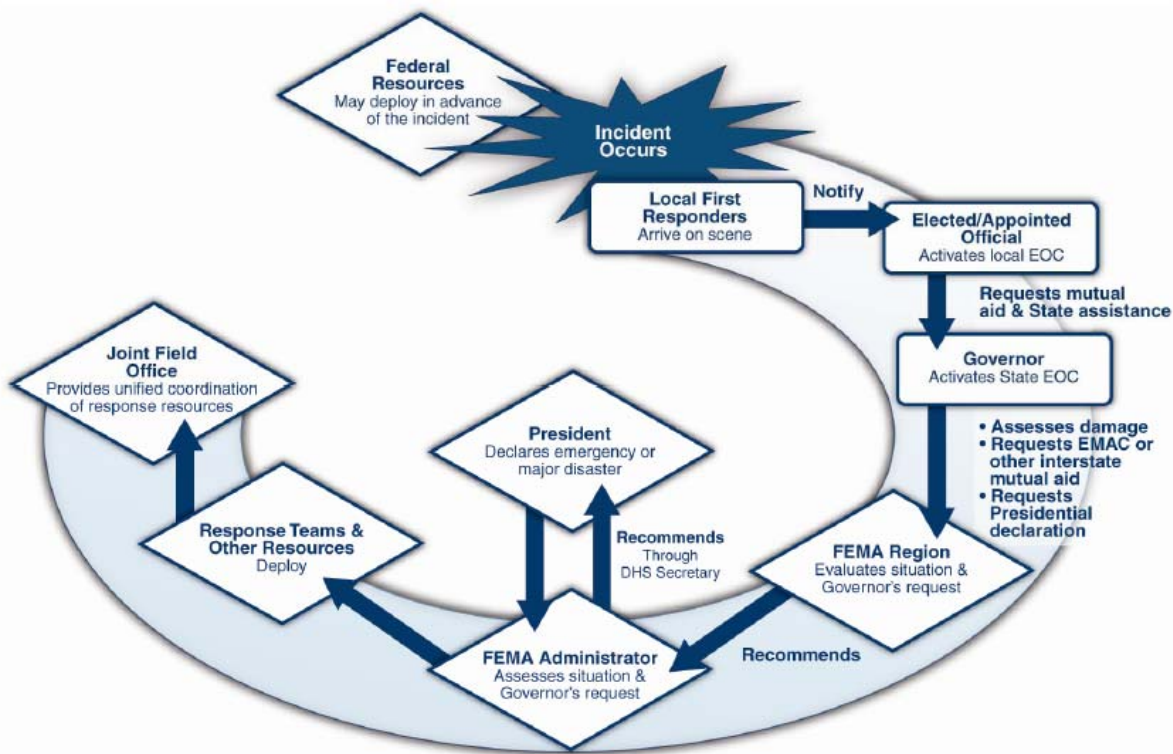 Federal
Resources
May deploy in advance
of the incident
Incident
Occurs
Local First
Responders
Arrive on scene
Notify
Elected/Appointed
Official
Activates local EOC
Requests mutual
aid & State assistance
Governor
Activates State EOC
• Assesses damage
• Requests EMAC or
other interstate
mutual aid
• Requests
Presidential
declaration
FEMA Region
Evaluates situation &
Governor's request
Recommends
FEMA Administrator
Assesses situation &
Governor's request
Recommends
Through
DHS Secretary
President
Declares emergency or
major disaster
Response Teams &
Other Resources
Deploy
Joint Field
Office
Provides unified coordination
of response resources